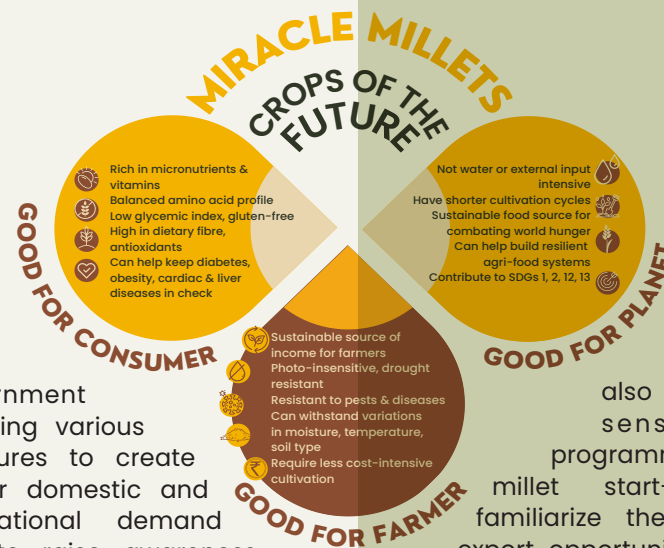 MIRACLE MILLETS
CROPS OF THE
FUTURE
Rich in micronutrients &
vitamins
Balanced amino acid profile
Low glycemic index, gluten-free
High in dietary fibre,
antioxidants
Can help keep diabetes,
obesity, cardiac & liver
diseases in check
GOOD FOR CONSUMER
Not water or external input
intensive
Have shorter cultivation cycles
Sustainable food source for
combating world hunger
Can help build resilient
agri-food systems
Contribute to SDGs 1, 2, 12, 13
GOOD FOR PLANET
Sustainable source of
income for farmers
Photo-insensitive, drought
resistant
Resistant to pests & diseases
Can withstand variations
in moisture, temperature,
soil type
Require less cost-intensive
cultivation
GOOD FOR FARMER
rnment
ing various
ures to create
r domestic and
ational demand
to raise awareness
also
sens
programm
millet start-
familiarize the
export opportuni